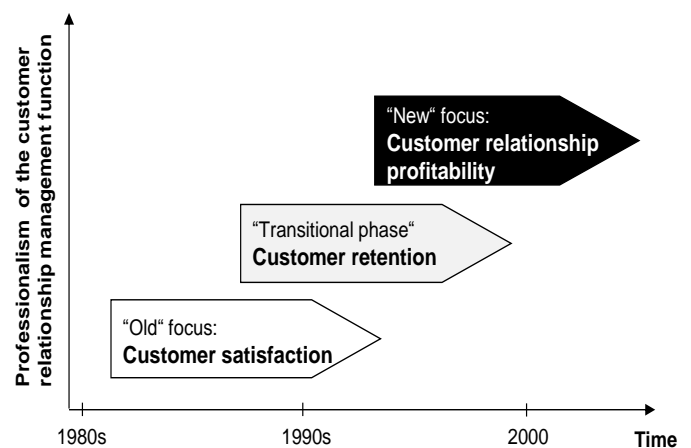 Professionalism of the customer
relationship management function
“New“ focus:
Customer relationship
profitability
“Transitional phase“
Customer retention
“Old“ focus:
Customer satisfaction
1980s
1990s
2000
Time